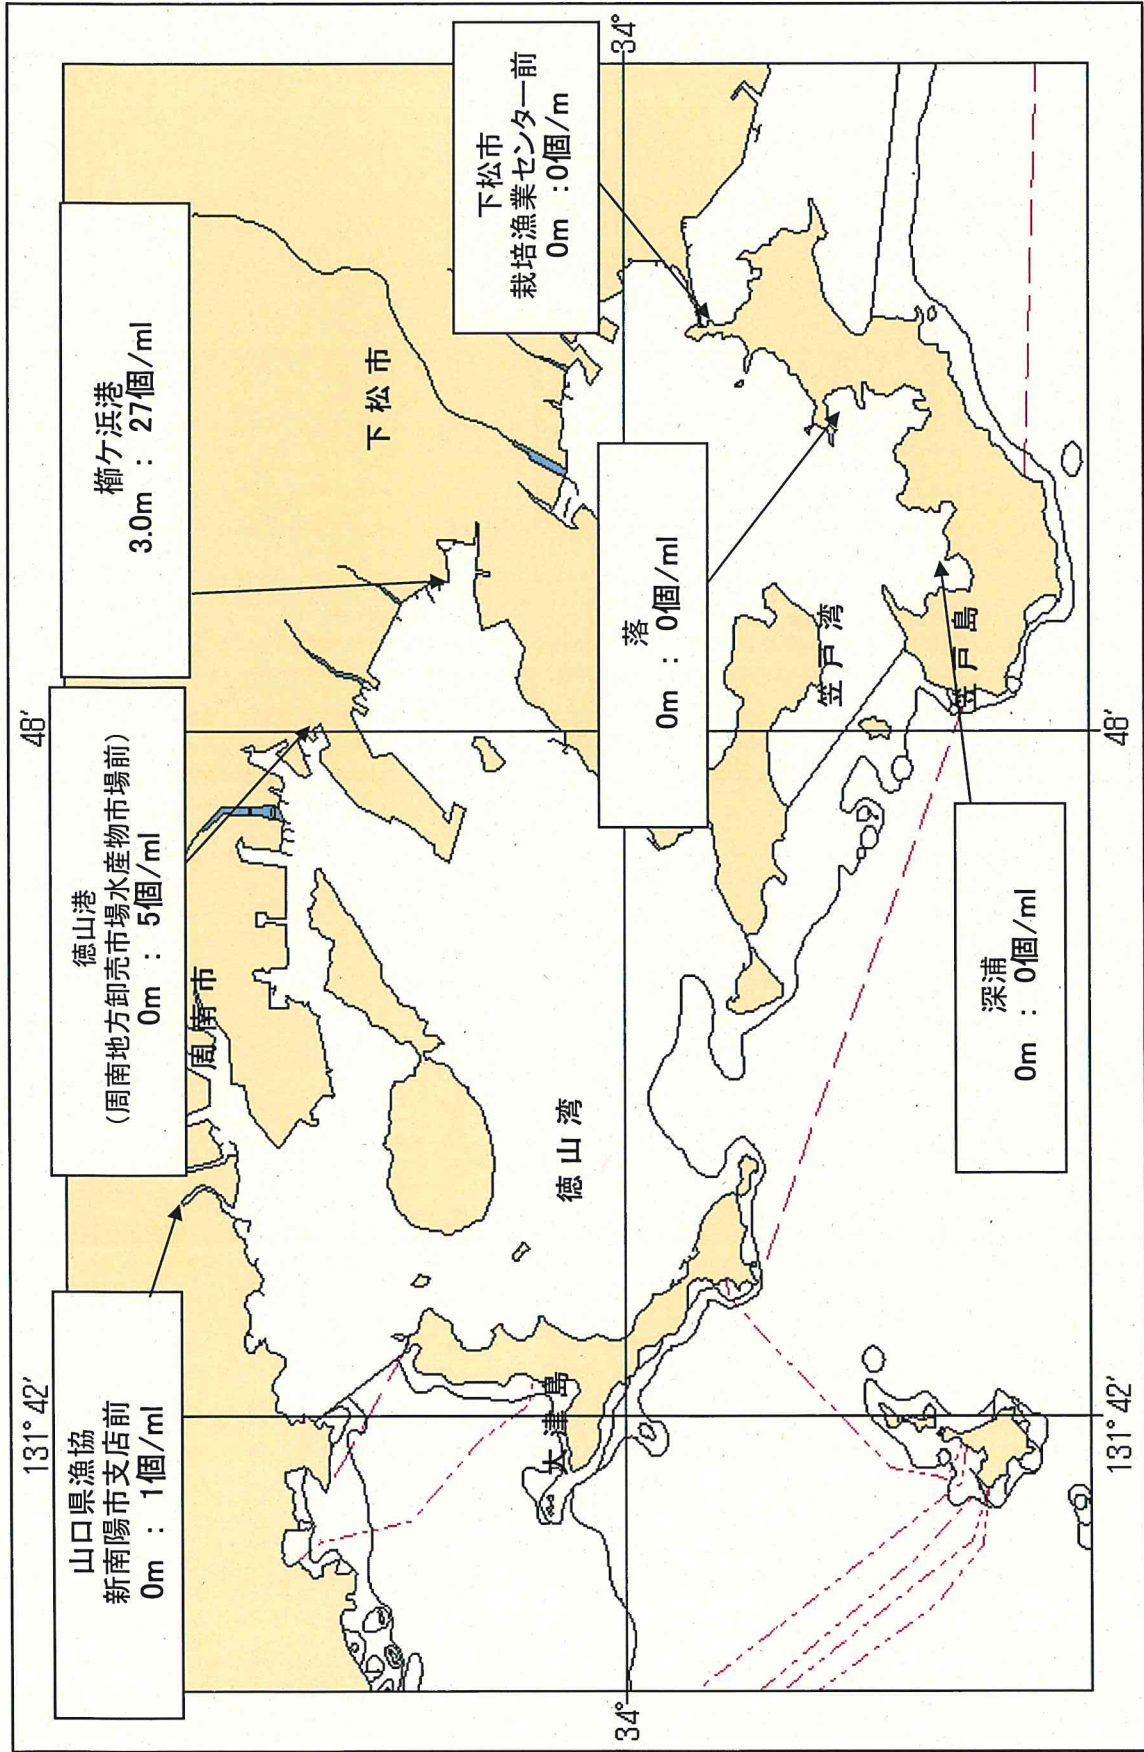 131°42′
48′
34°
山口県漁協
新南陽市支店前
0m : 1個/ml
徳山港
(周南地方卸売市場水産物市場前)
0m : 5個/ml
櫛ケ浜港
3.0m : 27個/ml
下松市
栽培漁業センター前
0m :0個/m
周南市
下松市
徳山湾
大津島
落
0m : 0個/ml
笠戸湾
笠戸島
深浦
0m : 0個/ml
34°
131°42′
48′